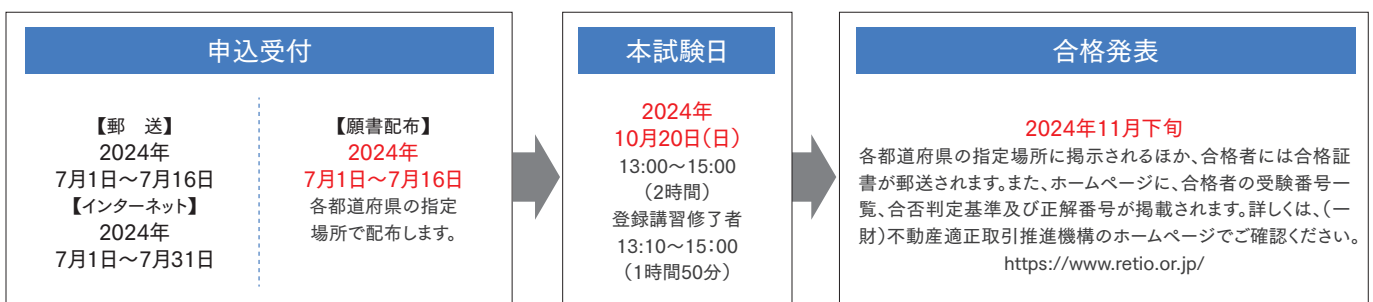 申込受付
【郵　送】
2024年
7月1日～7月16日
【インターネット】
2024年
7月1日～7月31日
【願書配布】
2024年
7月1日～7月16日
各都道府県の指定
場所で配布します。
本試験日
2024年
10月20日(日)
13:00～15:00
(2時間)
登録講習修了者
13:10～15:00
(1時間50分)
合格発表
2024年11月下旬
各都道府県の指定場所に掲示されるほか、合格者には合格証
書が郵送されます。また、ホームページに、合格者の受験番号一
覧、合否判定基準及び正解番号が掲載されます。詳しくは、(一
財)不動産適正取引推進機構のホームページでご確認ください。
https://www.retio.or.jp/